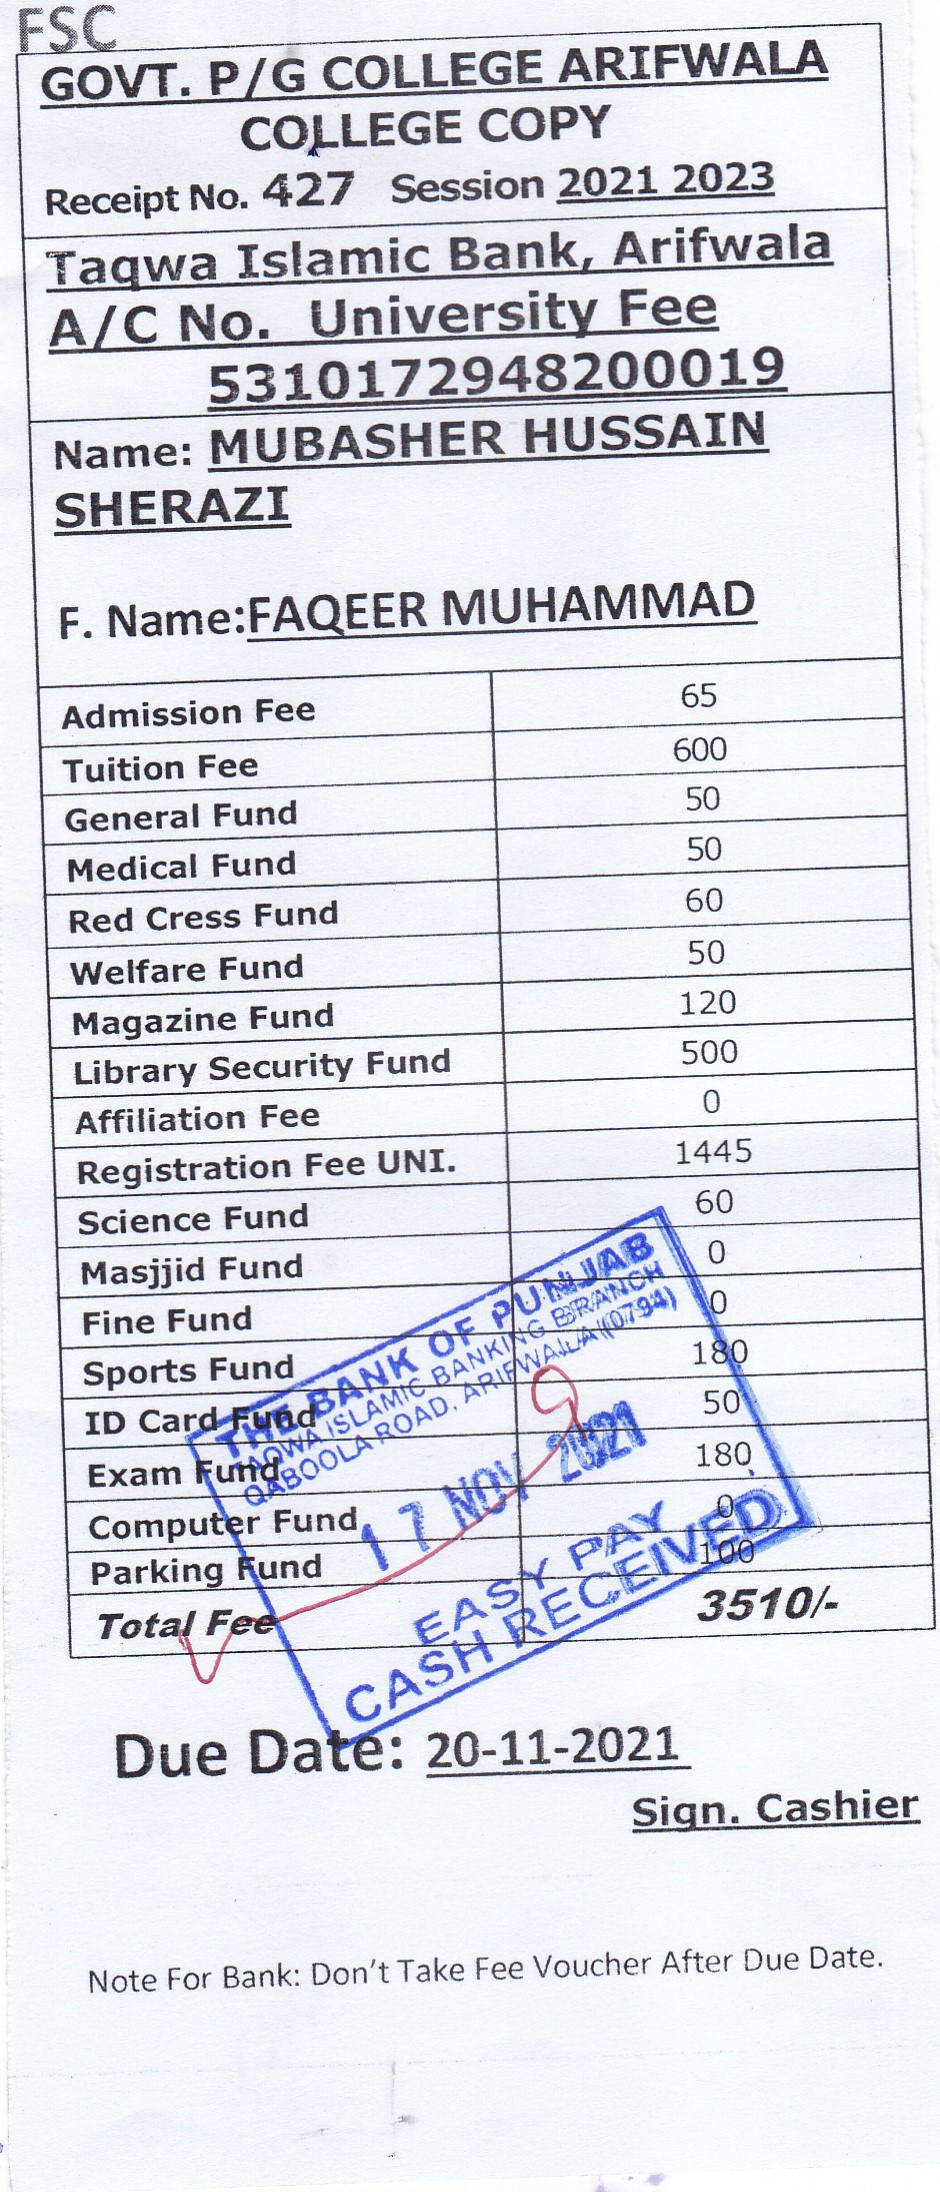 FSC
GOVT. P/G COLLEGE ARIFWALA
COLLEGE COPY
Receipt No. 427 Session 2021 2023
Taqwa Islamic Bank, Arifwala
A/C No. University Fee
5310172948200019
Name: MUBASHER HUSSAIN
SHERAZI
F. Name:FAQEER MUHAMMAD
Admission Fee 65
Tuition Fee 600
General Fund 50
Medical Fund 50
Red Cress Fund 60
Welfare Fund 50
Magazine Fund 120
Library Security Fund 500
Affiliation Fee 0
Registration Fee UNI. 1445
Science Fund 60
Masjjid Fund 0
Fine Fund 0
Sports Fund 180
ID Card Fund 50
Exam Fund 180
Computer Fund 0
Parking Fund 100
Total Fee 3510/-
THE BANK OF PUNJAB
TAQWA ISLAMIC BANKING BRANCH
QABOOLA ROAD, ARIFWALA (0794)
17 NOV 2021
EASY PAY
CASH RECEIVED
Due Date: 20-11-2021
Sign. Cashier
Note For Bank: Don't Take Fee Voucher After Due Date.